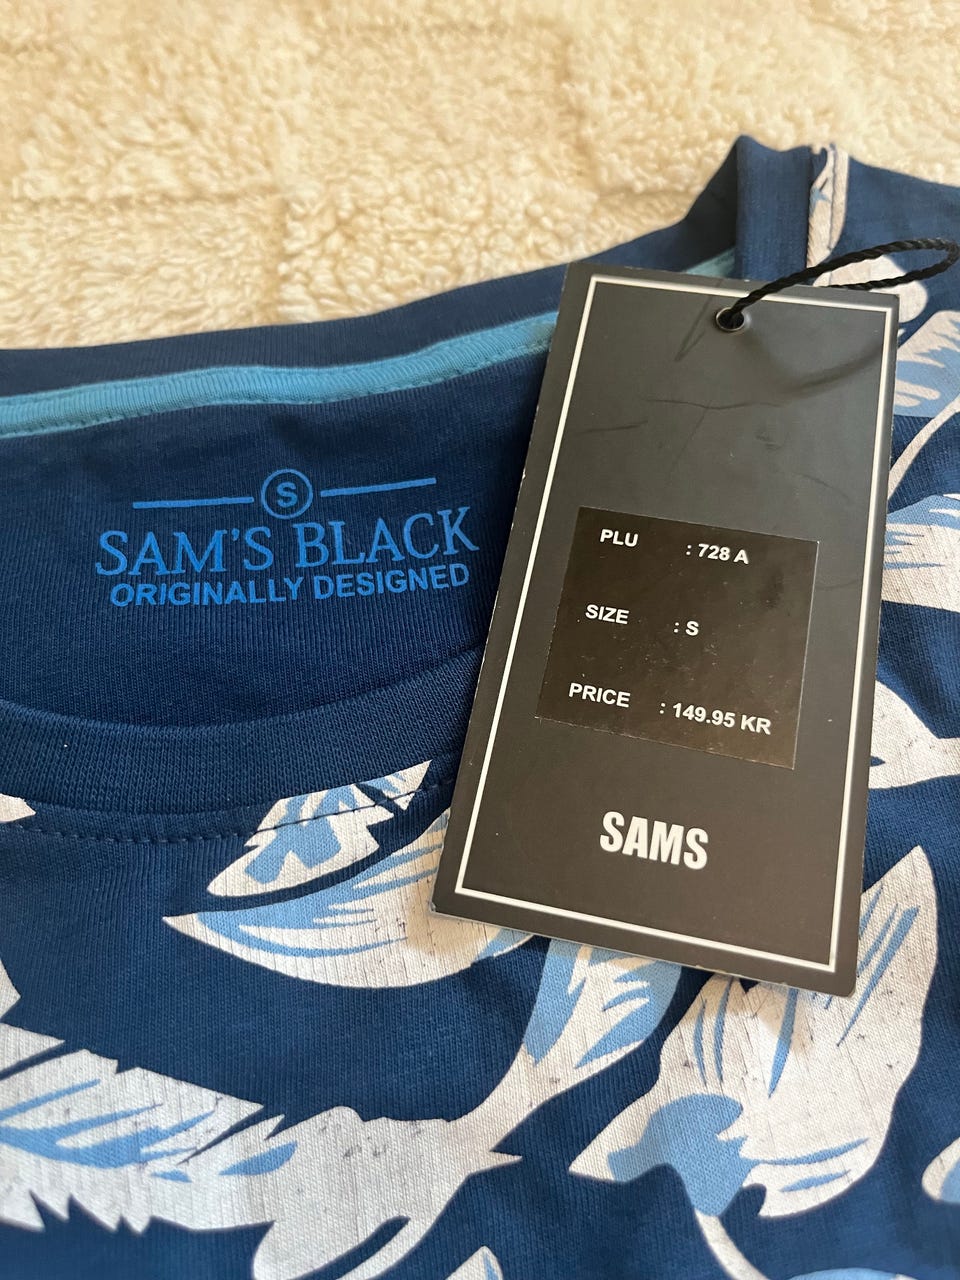 S
SAM'S BLACK
ORIGINALLY DESIGNED
PLU : 728 A
SIZE : S
PRICE : 149.95 KR
SAMS